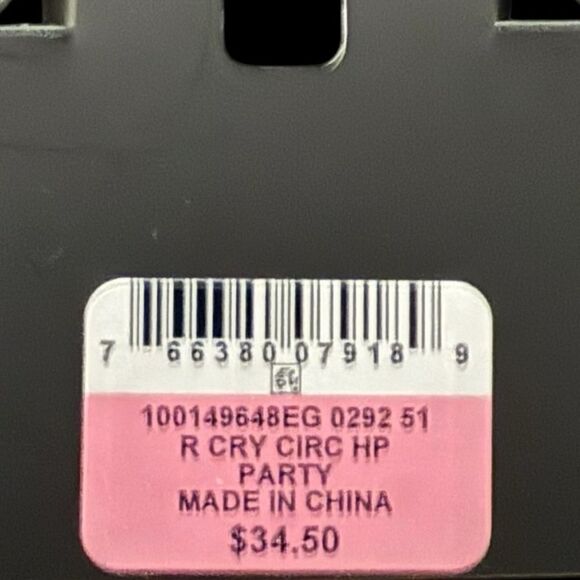 7 66380 07918 9
100149648EG 0292 51
R CRY CIRC HP
PARTY
MADE IN CHINA
$34.50